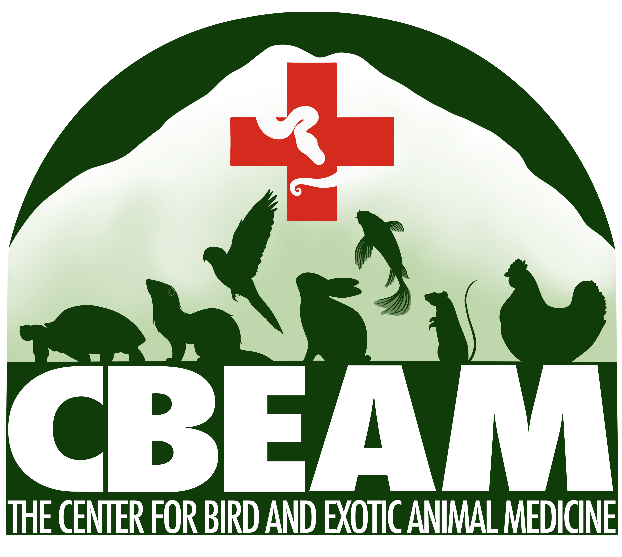 CBEAM
THE CENTER FOR BIRD AND EXOTIC ANIMAL MEDICINE